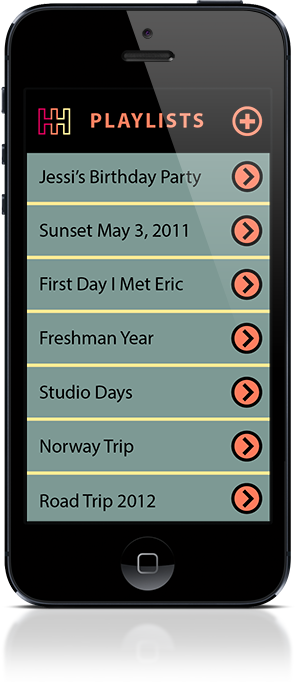 HH PLAYLISTS
Jessi's Birthday Party
Sunset May 3, 2011
First Day I Met Eric
Freshman Year
Studio Days
Norway Trip
Road Trip 2012